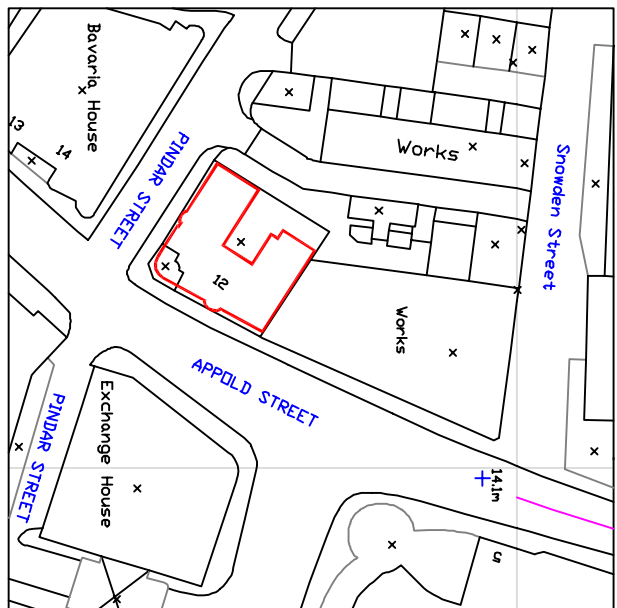 Bavaria House
13
14
PINDAR STREET
Works
Snowden Street
12
Works
APPOLD STREET
PINDAR STREET
Exchange House
14.1m
5